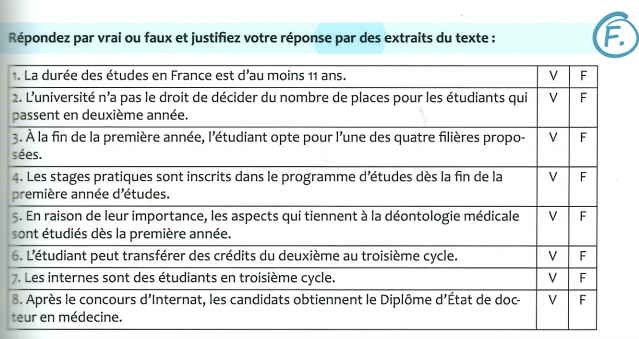 Répondez par vrai ou faux et justifiez votre réponse par des extraits du texte :
F.
1. La durée des études en France est d'au moins 11 ans. V F
2. L'université n'a pas le droit de décider du nombre de places pour les étudiants qui V F
passent en deuxième année.
3. À la fin de la première année, l'étudiant opte pour l'une des quatre filières propo- V F
sées.
4. Les stages pratiques sont inscrits dans le programme d'études dès la fin de la V F
première année d'études.
5. En raison de leur importance, les aspects qui tiennent à la déontologie médicale V F
sont étudiés dès la première année.
6. L'étudiant peut transférer des crédits du deuxième au troisième cycle. V F
7. Les internes sont des étudiants en troisième cycle. V F
8. Après le concours d'Internat, les candidats obtiennent le Diplôme d'État de doc- V F
teur en médecine.